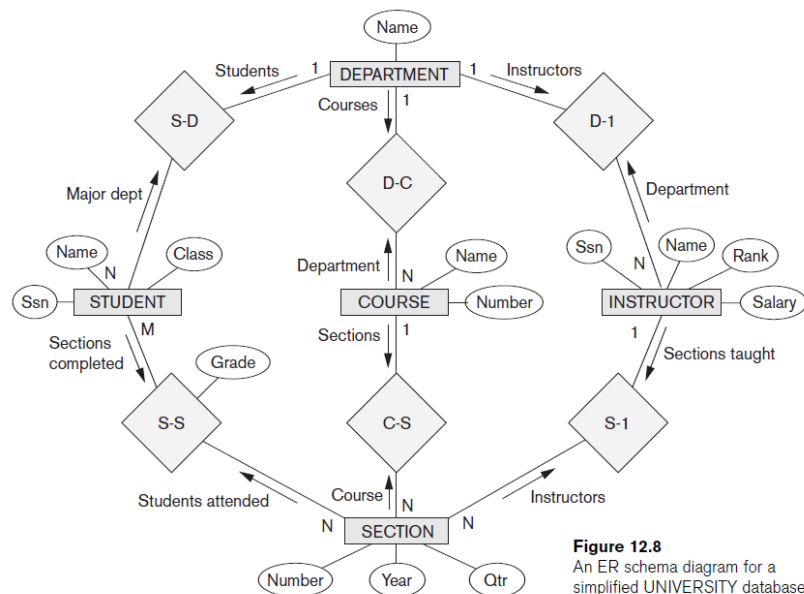 Name
Students 1 DEPARTMENT 1 Instructors
Courses 1
S-D D-1
D-C
Major dept Department
Name Class Ssn Name Rank
N Department N Name N
Ssn STUDENT COURSE Number INSTRUCTOR Salary
M 1 1
Sections completed
Sections
Sections taught
Grade
S-S C-S S-1
Students attended Course Instructors
N N N
SECTION
Number Year Qtr
Figure 12.8
An ER schema diagram for a
simplified UNIVERSITY database